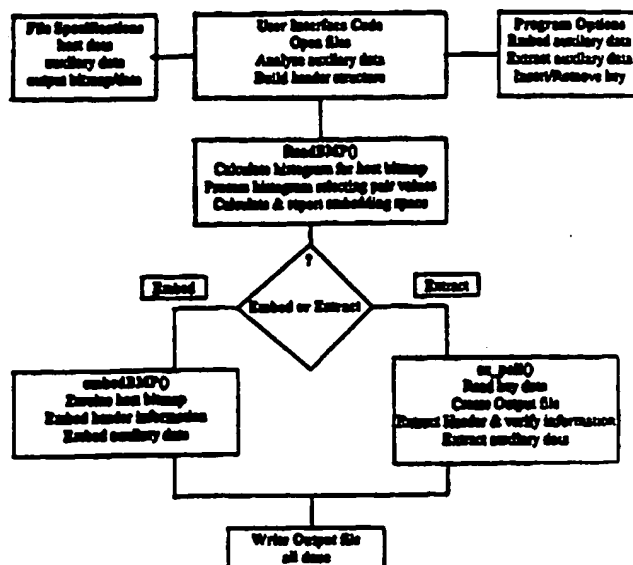 File Specifications
host data
auxiliary data
output bitmap/data
User Interface Code
Open files
Analyse auxiliary data
Build header structure
Program Options
Embed auxiliary data
Extract auxiliary data
Insert/Remove key
ReadBMP()
Calculate histogram for host bitmap
Process histogram selecting pair values
Calculate & report embedding space
?
Embed
Embed or Extract
Extract
embedBMP()
host bitmap
Embed header information
Embed auxiliary data
Read key data
Create Output file
Extract Header & verify information
Extract auxiliary data
Write Output file
all done